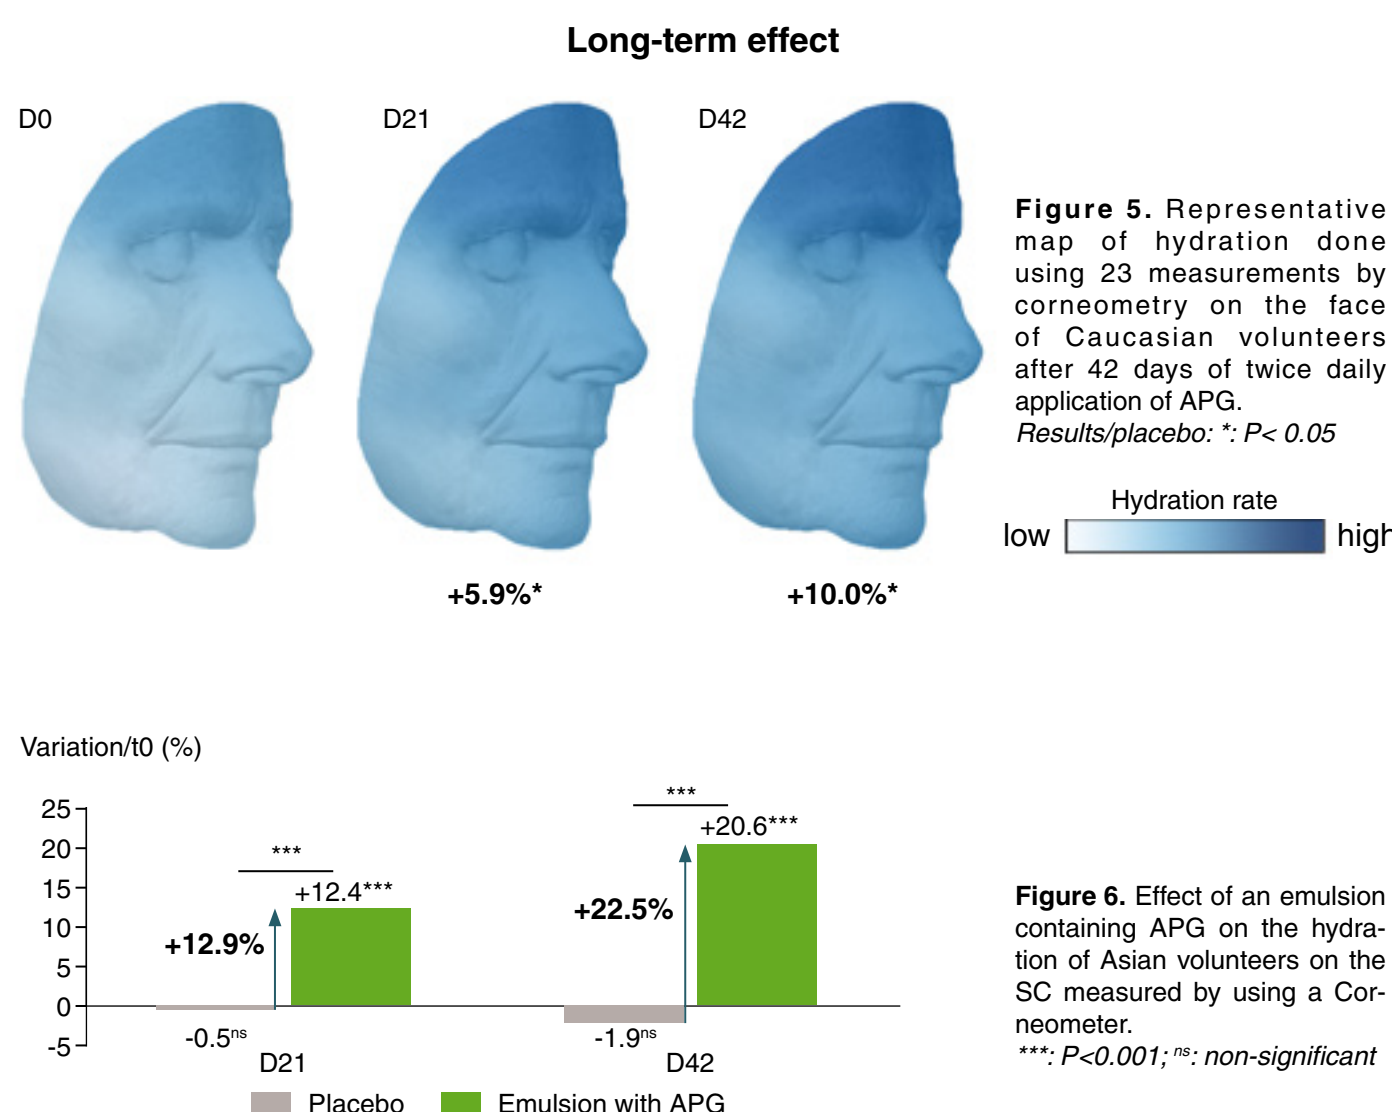 Long-term effect
D0
D21
D42
Figure 5. Representative
map of hydration done
using 23 measurements by
corneometry on the face
of Caucasian volunteers
after 42 days of twice daily
application of APG.
Results/placebo: *: P< 0.05
Hydration rate
low
high
+5.9%*
+10.0%*
Variation/t0 (%)
25
20
15
10
5
0
-5
***
+12.4***
+12.9%
-0.5ns
D21
***
+20.6***
+22.5%
-1.9ns
D42
Placebo
Emulsion with APG
Figure 6. Effect of an emulsion
containing APG on the hydra-
tion of Asian volunteers on the
SC measured by using a Cor-
neometer.
***: P<0.001; ns: non-significant